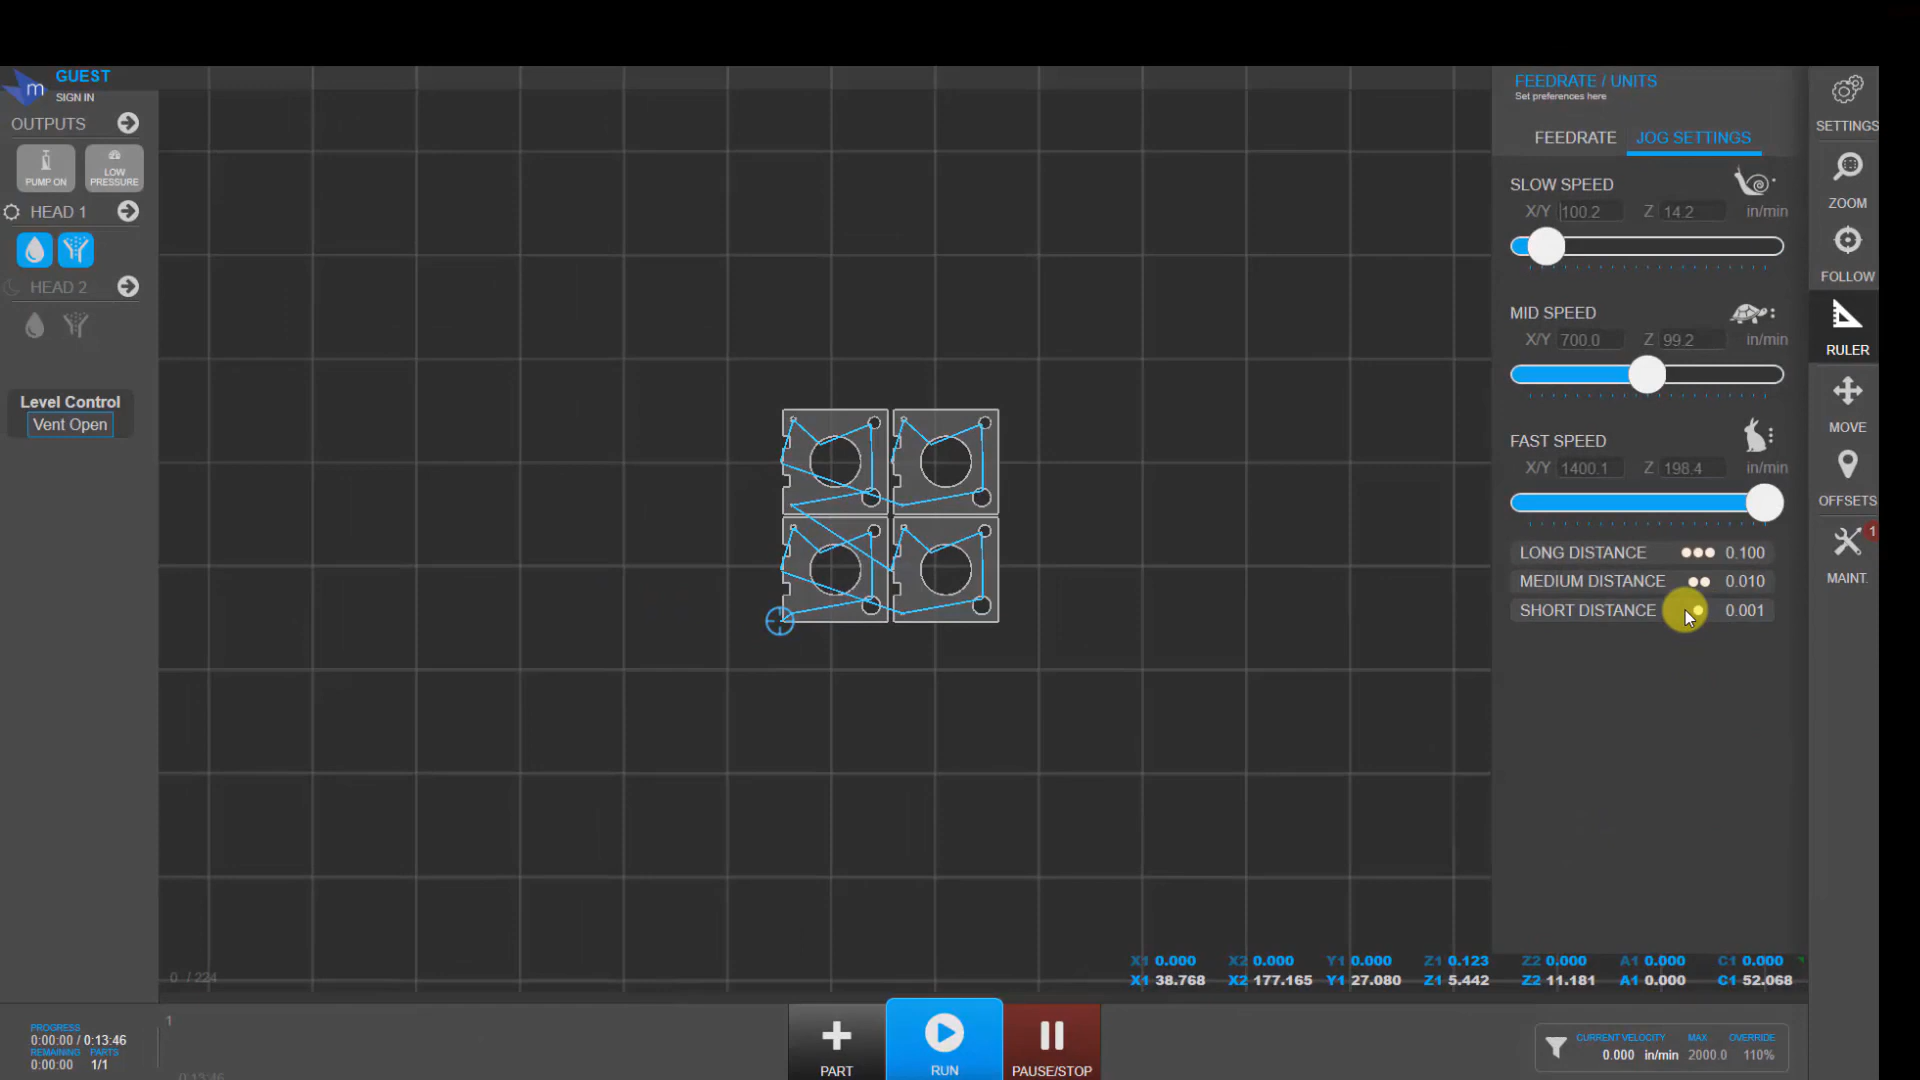 GUEST
SIGN IN
OUTPUTS
PUMP ON
LOW PRESSURE
HEAD 1
HEAD 2
Level Control
Vent Open
FEEDRATE / UNITS
Set preferences here
FEEDRATE JOG SETTINGS
SLOW SPEED
X/Y 100.2 Z 14.2 in/min
MID SPEED
X/Y 700.0 Z 99.2 in/min
FAST SPEED
X/Y 1400.1 Z 198.4 in/min
LONG DISTANCE 0.100
MEDIUM DISTANCE 0.010
SHORT DISTANCE 0.001
SETTINGS
ZOOM
FOLLOW
RULER
MOVE
OFFSETS
1
MAINT.
X1 0.000 X2 0.000 Y1 0.000 Z1 0.123 Z2 0.000 A1 0.000 C1 0.000
X1 38.768 X2 177.165 Y1 27.080 Z1 5.442 Z2 11.181 A1 0.000 C1 52.068
0 / 224
PROGRESS
0:00:00 / 0:13:46
REMAINING PARTS
0:00:00 1/1
1
0:13:46
PART
RUN
PAUSE/STOP
CURRENT VELOCITY MAX OVERRIDE
0.000 in/min 2000.0 110%
m